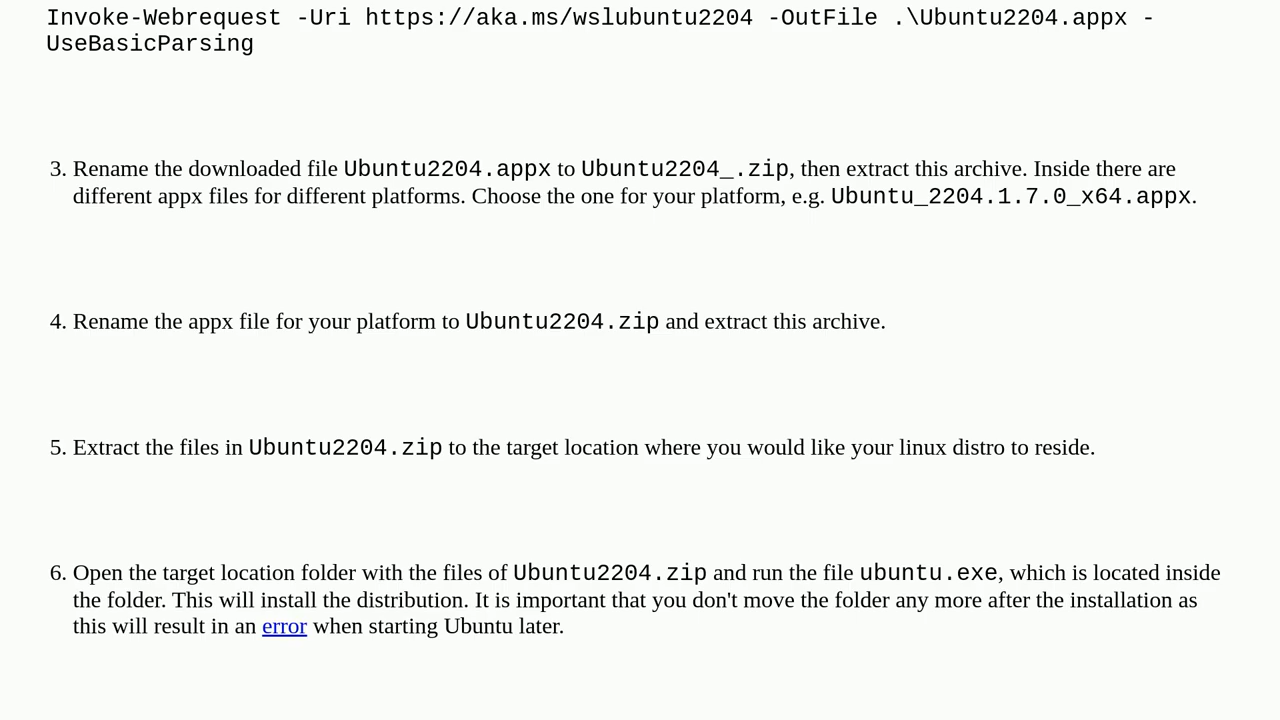 Invoke-Webrequest -Uri https://aka.ms/wslubuntu2204 -OutFile .\Ubuntu2204.appx -
UseBasicParsing
3. Rename the downloaded file Ubuntu2204.appx to Ubuntu2204_.zip, then extract this archive. Inside there are
different appx files for different platforms. Choose the one for your platform, e.g. Ubuntu_2204.1.7.0_x64.appx.
4. Rename the appx file for your platform to Ubuntu2204.zip and extract this archive.
5. Extract the files in Ubuntu2204.zip to the target location where you would like your linux distro to reside.
6. Open the target location folder with the files of Ubuntu2204.zip and run the file ubuntu.exe, which is located inside
the folder. This will install the distribution. It is important that you don't move the folder any more after the installation as
this will result in an error when starting Ubuntu later.